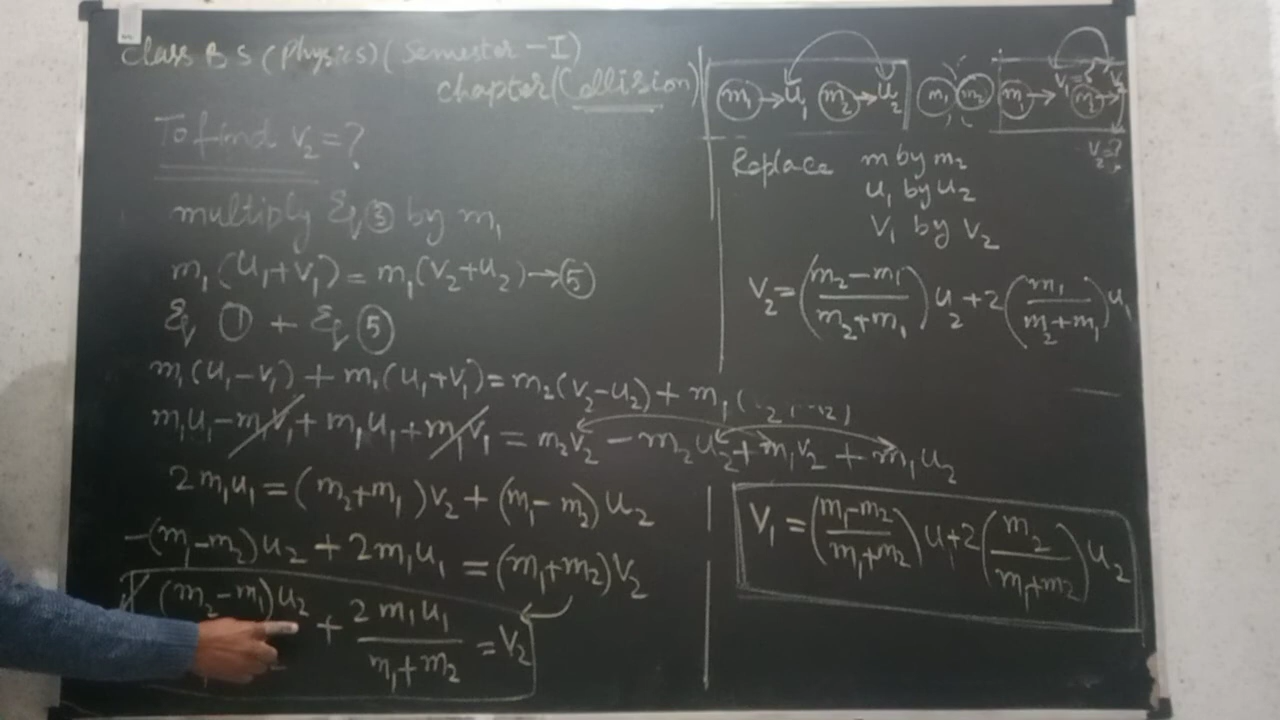 Class B S (Physics) (Semester - I)
chapter (Collision)
To find v₂ = ?
multiply Eq ③ by m₁
m₁(u₁+v₁) = m₁(v₂+u₂) → ⑤
Eq ① + Eq ⑤
m₁(u₁-v₁) + m₁(u₁+v₁) = m₂(v₂-u₂) + m₁(
m₁u₁ - m₁v₁ + m₁u₁ + m₁v₁ = m₂v₂ - m₂u₂ + m₁v₂ + m₁u₂
2m₁u₁ = (m₂+m₁)v₂ + (m₁-m₂)u₂
-(m₁-m₂)u₂ + 2m₁u₁ = (m₁+m₂)v₂
(m₂-m₁)u₂ + 2m₁u₁/m₁+m₂ = v₂
m₁ → u₁ m₂ → u₂ m₁ m₂ m₁ → v₁=? m₂ → v₂
v₂=?
Replace m by m₂
u₁ by u₂
v₁ by v₂
v₂ = (m₂-m₁/m₂+m₁)u₂ + 2(m₁/m₂+m₁)u₁
v₁ = (m₁-m₂/m₁+m₂)u₁ + 2(m₂/m₁+m₂)u₂